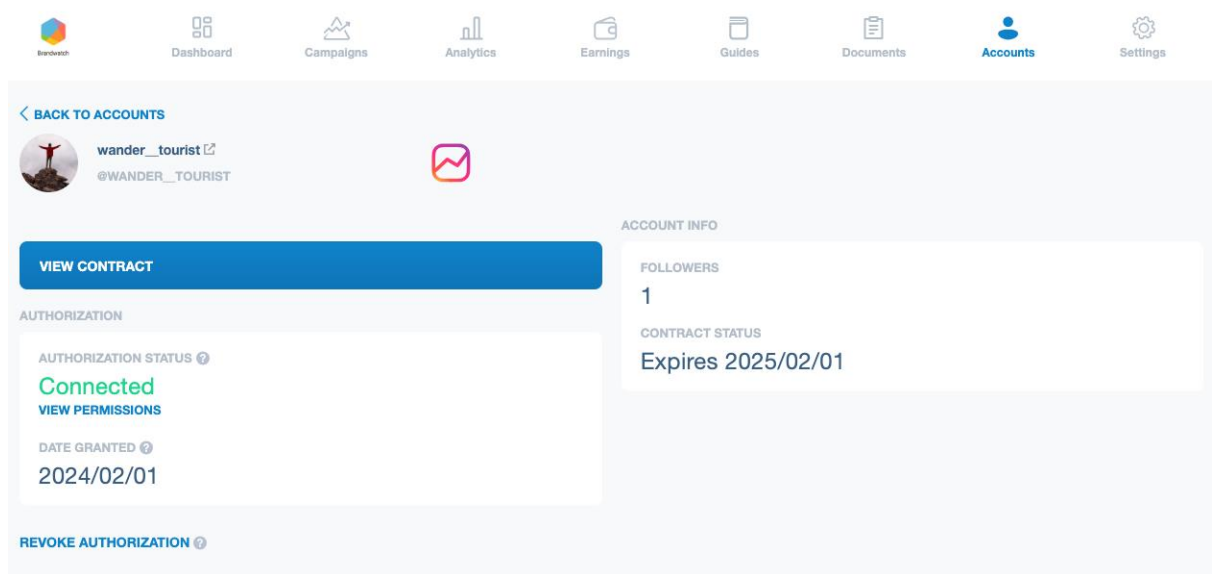 Brandwatch
Dashboard
Campaigns
Analytics
Earnings
Guides
Documents
Accounts
Settings
BACK TO ACCOUNTS
wander__tourist
@WANDER__TOURIST
VIEW CONTRACT
AUTHORIZATION
AUTHORIZATION STATUS ?
Connected
VIEW PERMISSIONS
DATE GRANTED ?
2024/02/01
REVOKE AUTHORIZATION ?
ACCOUNT INFO
FOLLOWERS
1
CONTRACT STATUS
Expires 2025/02/01